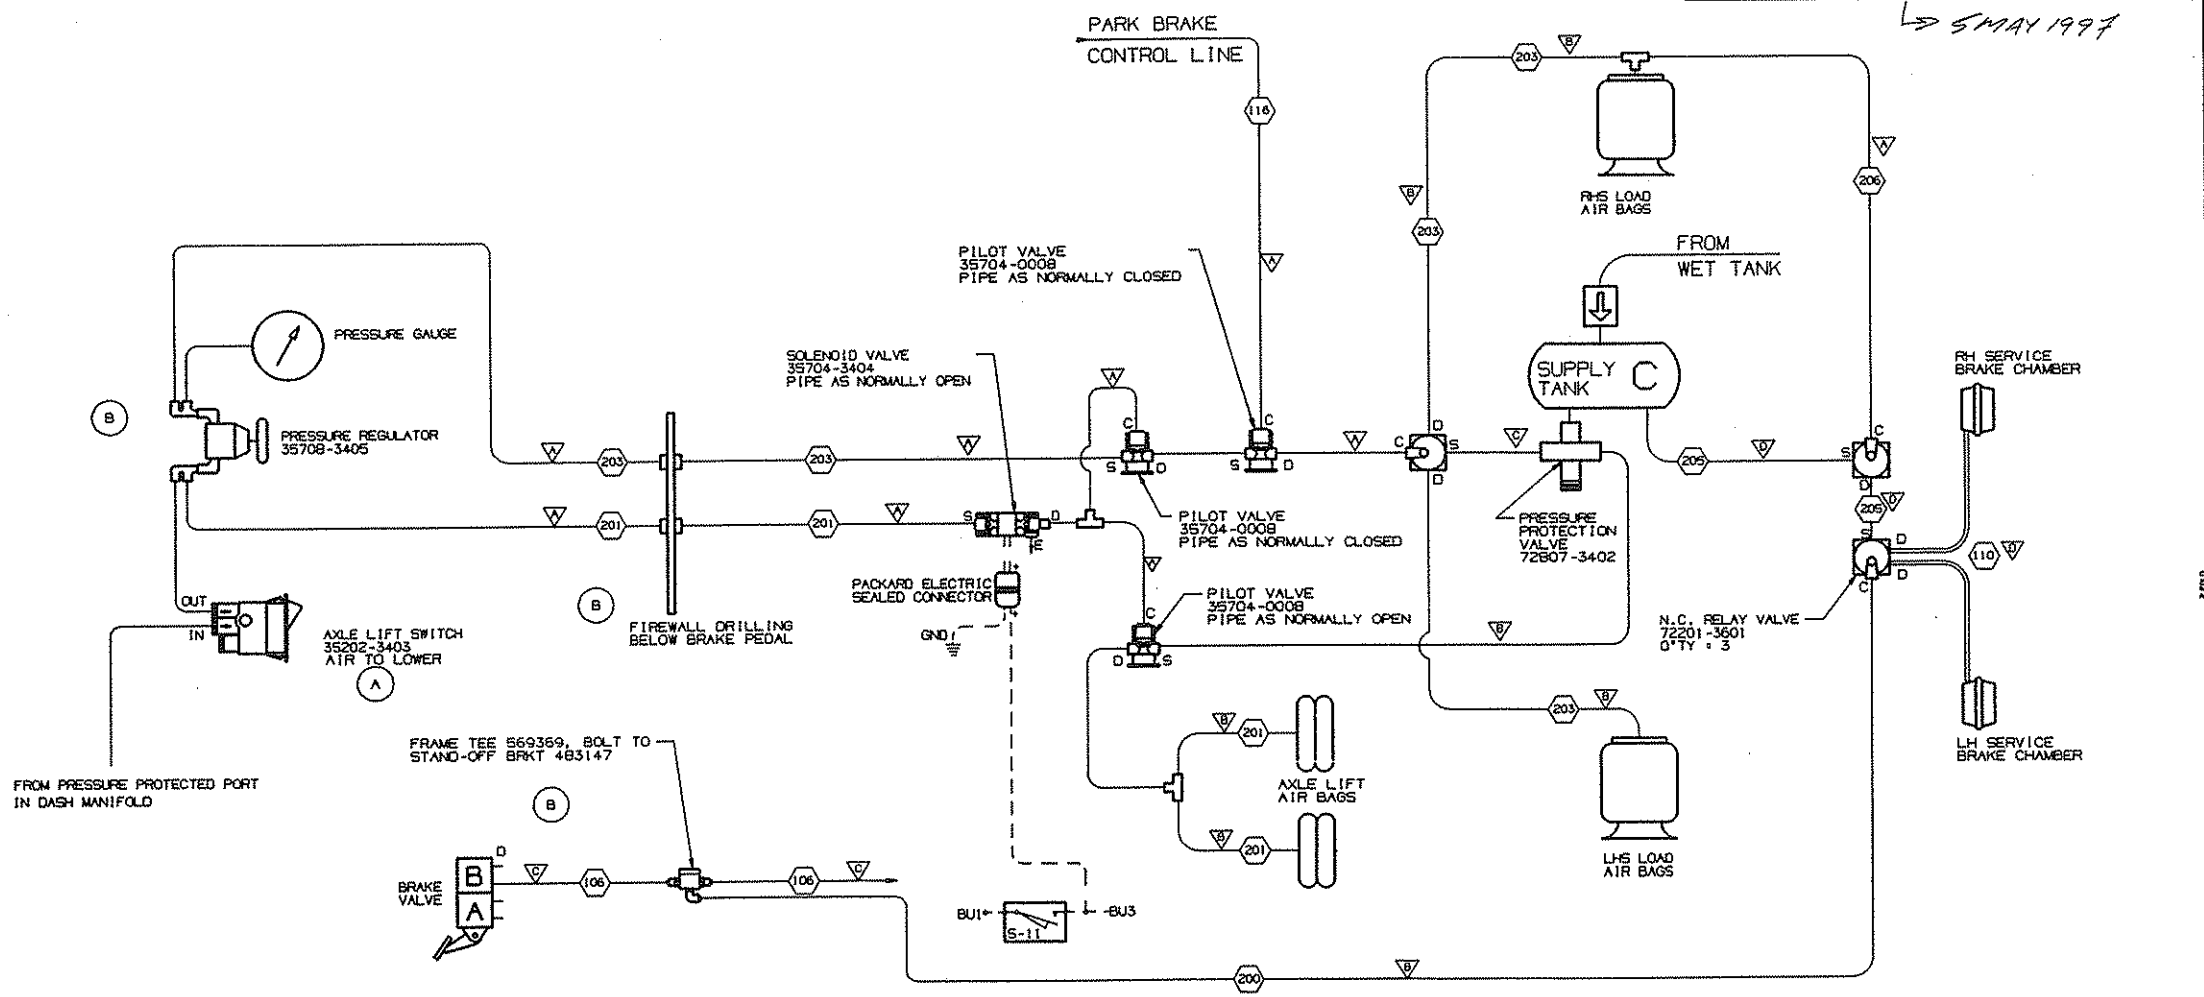 5 MAY 1997
PARK BRAKE
CONTROL LINE
203
B
116
A
B
206
203
RHS LOAD
AIR BAGS
PILOT VALVE
35704-0008
PIPE AS NORMALLY CLOSED
A
FROM
WET TANK
PRESSURE GAUGE
SOLENOID VALVE
35704-3404
PIPE AS NORMALLY OPEN
A
SUPPLY
TANK
C
RH SERVICE
BRAKE CHAMBER
B
PRESSURE REGULATOR
35708-3405
A
203
203
A
C
S
D
C
S
D
A
C
D
S
D
C
205
D
C
S
D
201
A
201
A
S
D
E
PILOT VALVE
35704-0008
PIPE AS NORMALLY CLOSED
PRESSURE
PROTECTION
VALVE
72807-3402
205
D
S
D
D
C
110
D
A
PACKARD ELECTRIC
SEALED CONNECTOR
GND
PILOT VALVE
35704-0008
PIPE AS NORMALLY OPEN
C
D
S
B
N.C. RELAY VALVE
72201-3601
Q'TY : 3
OUT
IN
AXLE LIFT SWITCH
35202-3403
AIR TO LOWER
A
B
FIREWALL DRILLING
BELOW BRAKE PEDAL
B
201
203
B
FRAME TEE 569369, BOLT TO
STAND-OFF BRKT 483147
LH SERVICE
BRAKE CHAMBER
FROM PRESSURE PROTECTED PORT
IN DASH MANIFOLD
B
AXLE LIFT
AIR BAGS
B
201
LHS LOAD
AIR BAGS
BRAKE
VALVE
B
A
D
C
106
106
C
BU1
S-11
BU3
200
B